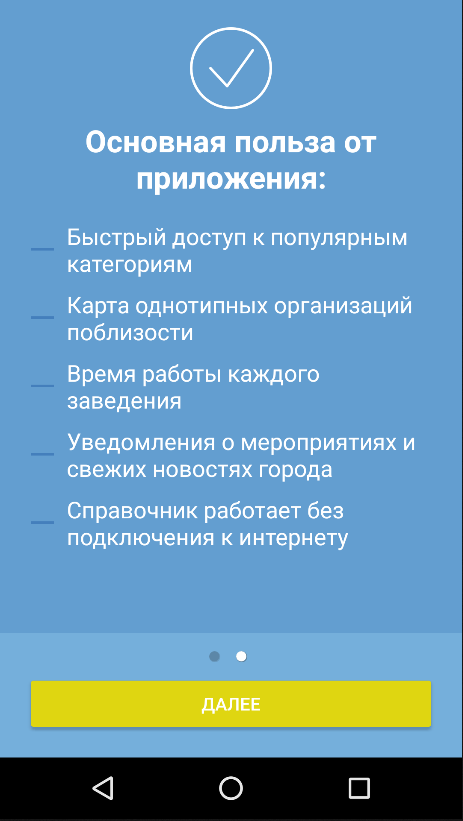 Основная польза от
приложения:
Быстрый доступ к популярным
категориям
Карта однотипных организаций
поблизости
Время работы каждого
заведения
Уведомления о мероприятиях и
свежих новостях города
Справочник работает без
подключения к интернету
ДАЛЕЕ